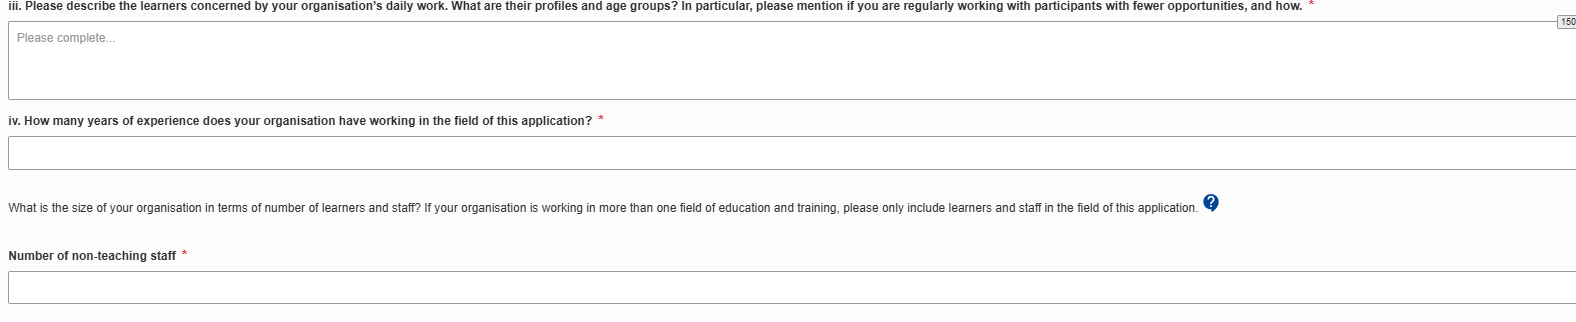 iii. Please describe the learners concerned by your organisation's daily work. What are their profiles and age groups? In particular, please mention if you are regularly working with participants with fewer opportunities, and how. *
150
Please complete...
iv. How many years of experience does your organisation have working in the field of this application? *
What is the size of your organisation in terms of number of learners and staff? If your organisation is working in more than one field of education and training, please only include learners and staff in the field of this application. ?
Number of non-teaching staff *